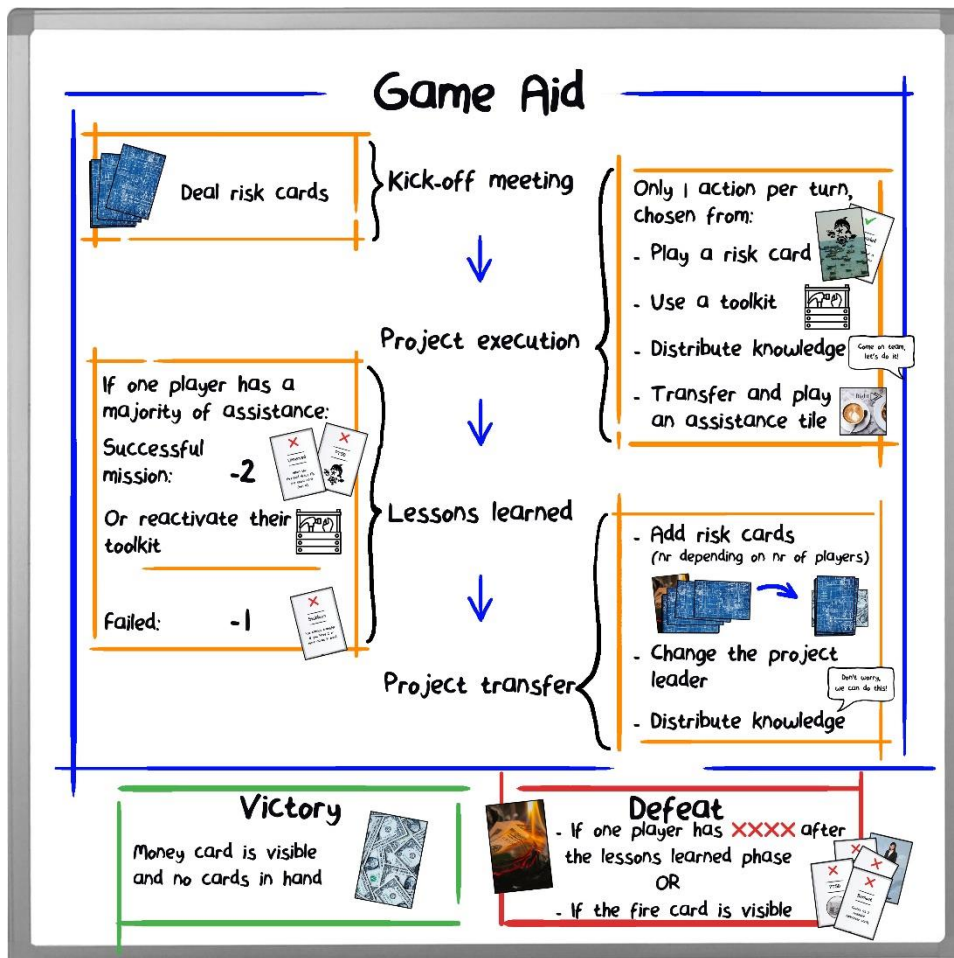 Game Aid
Deal risk cards
Kick-off meeting
Only 1 action per turn,
chosen from:
- Play a risk card
- Use a toolkit
- Distribute knowledge
Come on team,
let's do it!
- Transfer and play
an assistance tile
Project execution
If one player has a
majority of assistance:
Successful
mission: -2
Or reactivate their
toolkit
Failed: -1
Lessons learned
- Add risk cards
(nr depending on nr of players)
- Change the project
leader
Don't worry,
we can do this!
- Distribute knowledge
Project transfer
Victory
Money card is visible
and no cards in hand
Defeat
- If one player has XXXX after
the lessons learned phase
OR
- If the fire card is visible